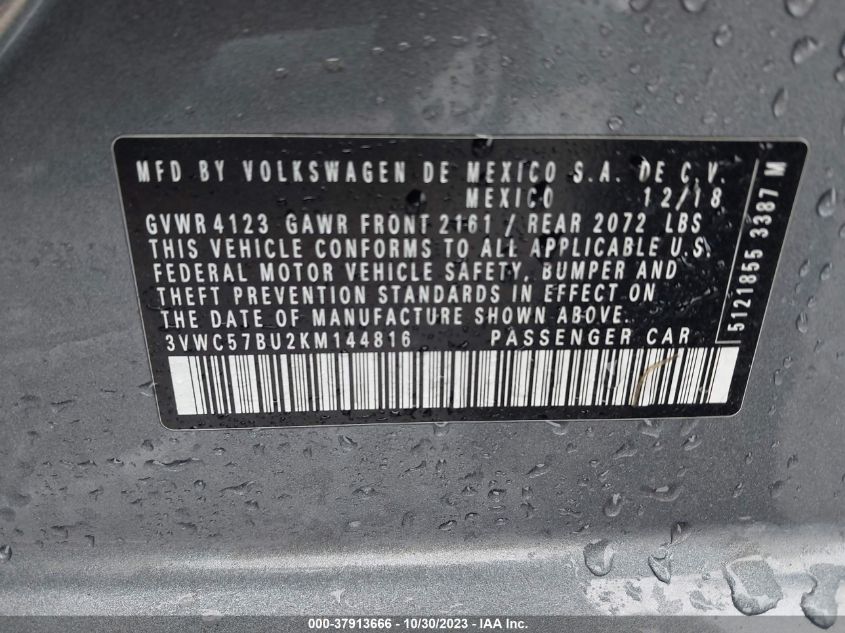 MFD BY VOLKSWAGEN DE MEXICO S.A. DE C.V.
MEXICO 12/18
GVWR 4123 GAWR FRONT 2161 / REAR 2072 LBS
THIS VEHICLE CONFORMS TO ALL APPLICABLE U.S.
FEDERAL MOTOR VEHICLE SAFETY, BUMPER AND
THEFT PREVENTION STANDARDS IN EFFECT ON
THE DATE OF MANUFACTURE SHOWN ABOVE.
3VWC57BU2KM144816 PASSENGER CAR
5121855 3387 M
000-37913666 - 10/30/2023 - IAA Inc.